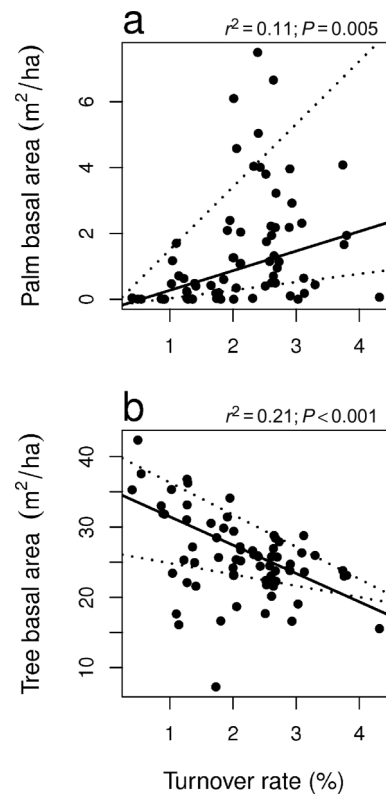 a
r² = 0.11; P = 0.005
Palm basal area (m²/ha)
6
4
2
0
1 2 3 4
b
r² = 0.21; P < 0.001
Tree basal area (m²/ha)
40
30
20
10
1 2 3 4
Turnover rate (%)